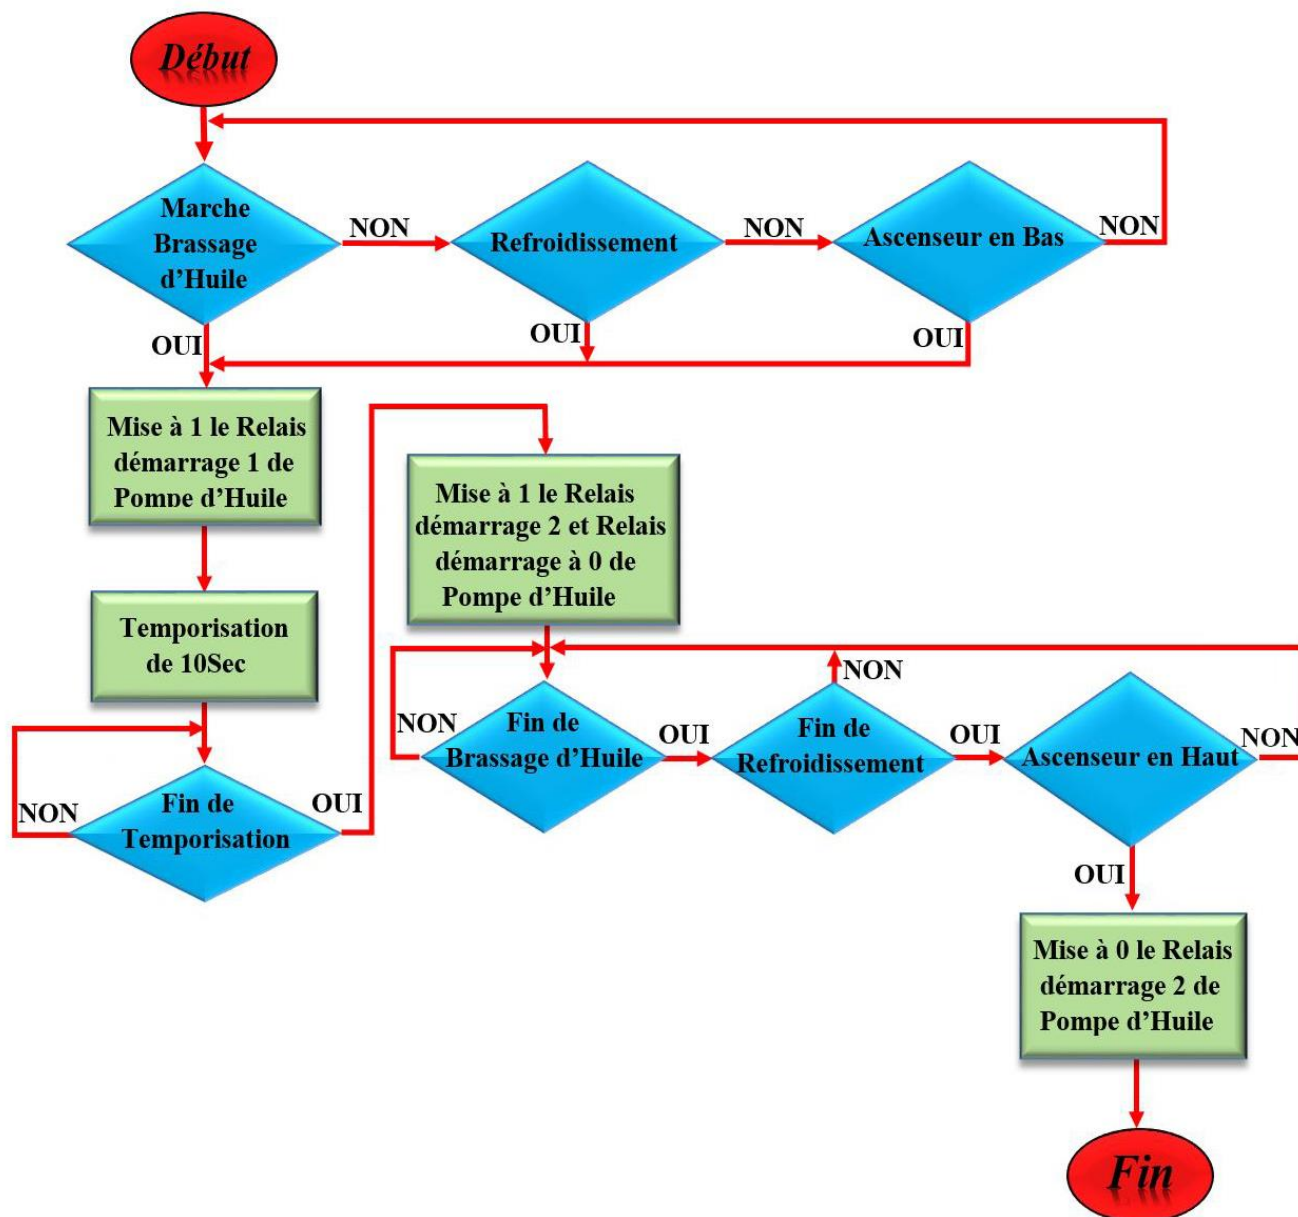 Début
Marche
Brassage
d'Huile
NON
Refroidissement
NON
Ascenseur en Bas
NON
OUI
OUI
OUI
Mise à 1 le Relais
démarrage 1 de
Pompe d'Huile
Temporisation
de 10Sec
Fin de
Temporisation
NON
OUI
Mise à 1 le Relais
démarrage 2 et Relais
démarrage à 0 de
Pompe d'Huile
Fin de
Brassage d'Huile
NON
OUI
Fin de
Refroidissement
NON
OUI
Ascenseur en Haut
NON
OUI
Mise à 0 le Relais
démarrage 2 de
Pompe d'Huile
Fin